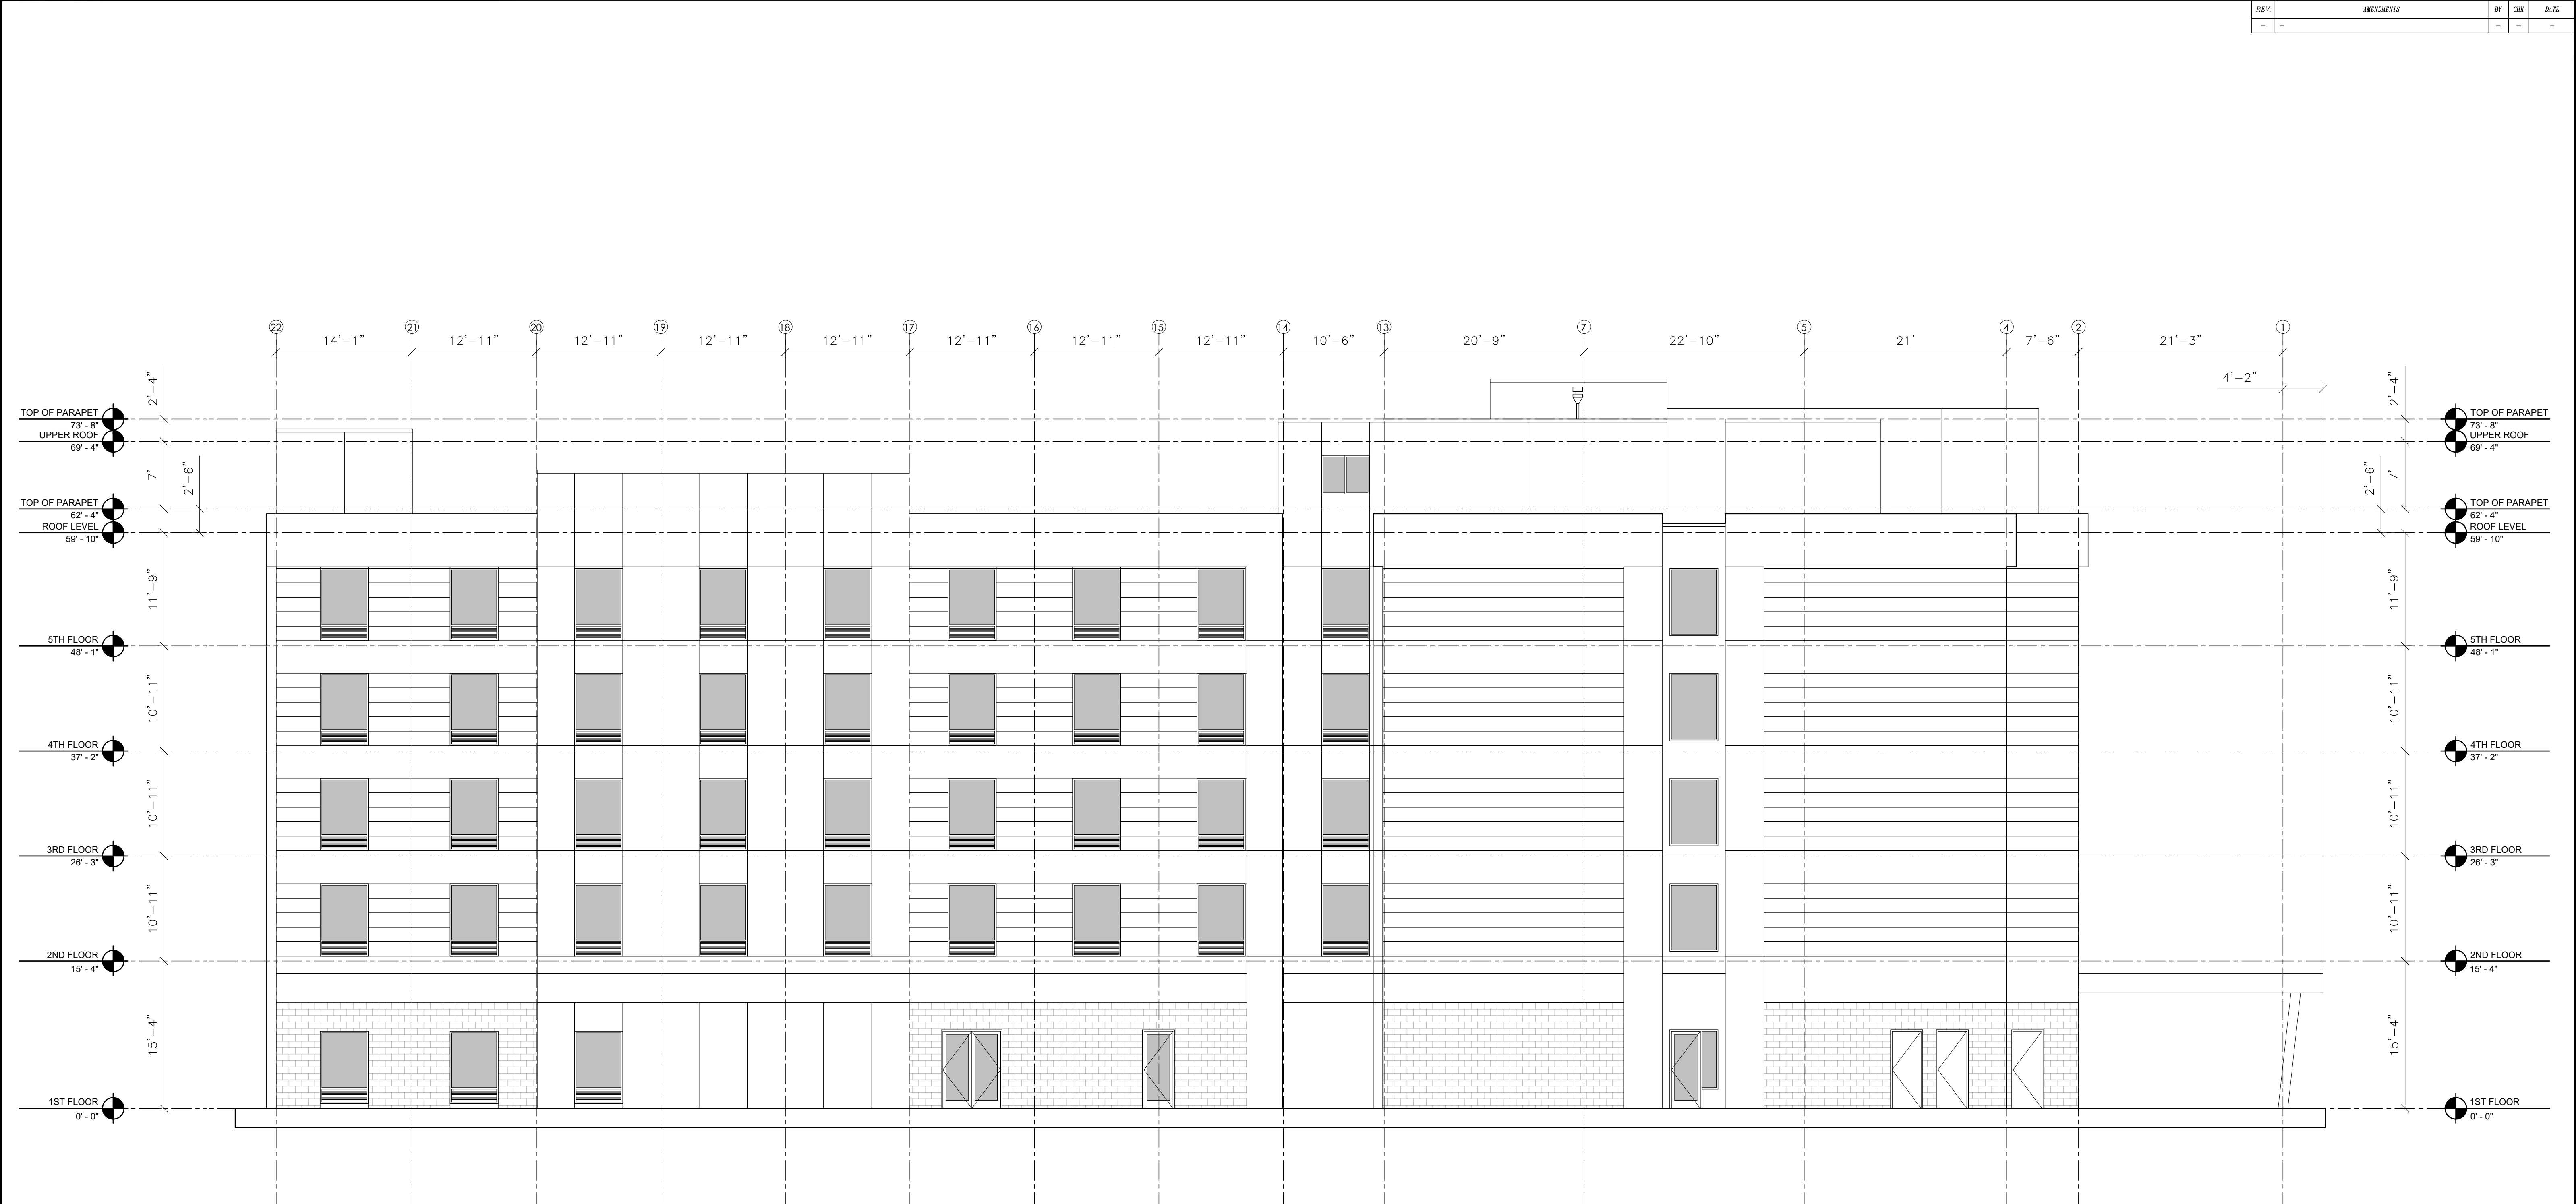 REV. AMENDMENTS BY CHK DATE
– – – – –
22 21 20 19 18 17 16 15 14 13 7 5 4 2 1
14'–1" 12'–11" 12'–11" 12'–11" 12'–11" 12'–11" 12'–11" 12'–11" 10'–6" 20'–9" 22'–10" 21' 7'–6" 21'–3"
4'–2"
2'–4"
TOP OF PARAPET
73' - 8"
UPPER ROOF
69' - 4"
7'
2'–6"
TOP OF PARAPET
62' - 4"
ROOF LEVEL
59' - 10"
11'–9"
5TH FLOOR
48' - 1"
10'–11"
4TH FLOOR
37' - 2"
10'–11"
3RD FLOOR
26' - 3"
10'–11"
2ND FLOOR
15' - 4"
15'–4"
1ST FLOOR
0' - 0"
2'–4"
TOP OF PARAPET
73' - 8"
UPPER ROOF
69' - 4"
7'
2'–6"
TOP OF PARAPET
62' - 4"
ROOF LEVEL
59' - 10"
11'–9"
5TH FLOOR
48' - 1"
10'–11"
4TH FLOOR
37' - 2"
10'–11"
3RD FLOOR
26' - 3"
10'–11"
2ND FLOOR
15' - 4"
15'–4"
1ST FLOOR
0' - 0"